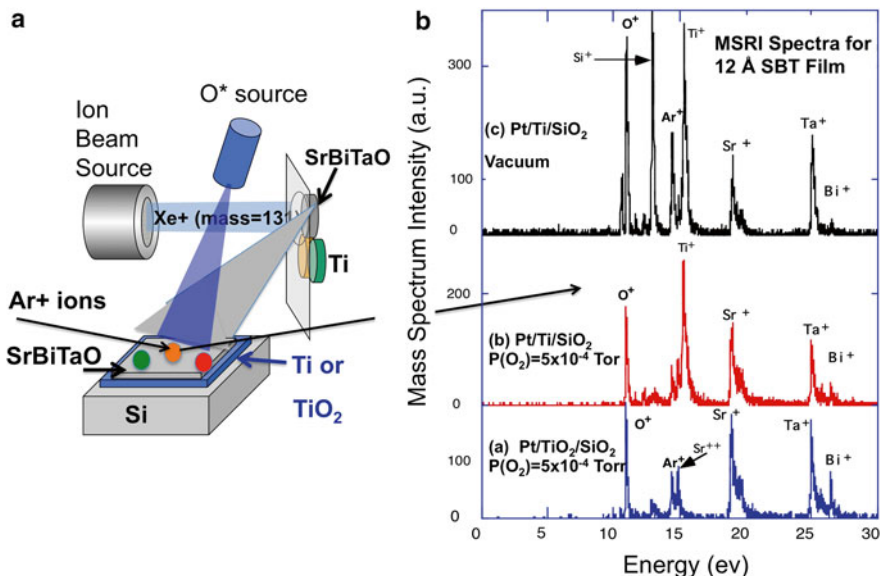 a
O* source
Ion
Beam
Source
SrBiTaO
Xe+ (mass=131)
Ti
Ar+ ions
SrBiTaO
Ti or
TiO2
Si
b
MSRI Spectra for
12 Å SBT Film
Mass Spectrum Intensity (a.u.)
300
100
0
(c) Pt/Ti/SiO2
Vacuum
O+
Si+
Ar+
Ti+
Sr +
Ta+
Bi+
200
0
(b) Pt/Ti/SiO2
P(O2)=5x10-4 Torr
O+
Ti+
Sr +
Ta+
Bi+
100
0
(a) Pt/TiO2/SiO2
P(O2)=5x10-4 Torr
O+
Ar+
Sr++
Sr +
Ta+
Bi+
0 5 10 15 20 25 30
Energy (ev)